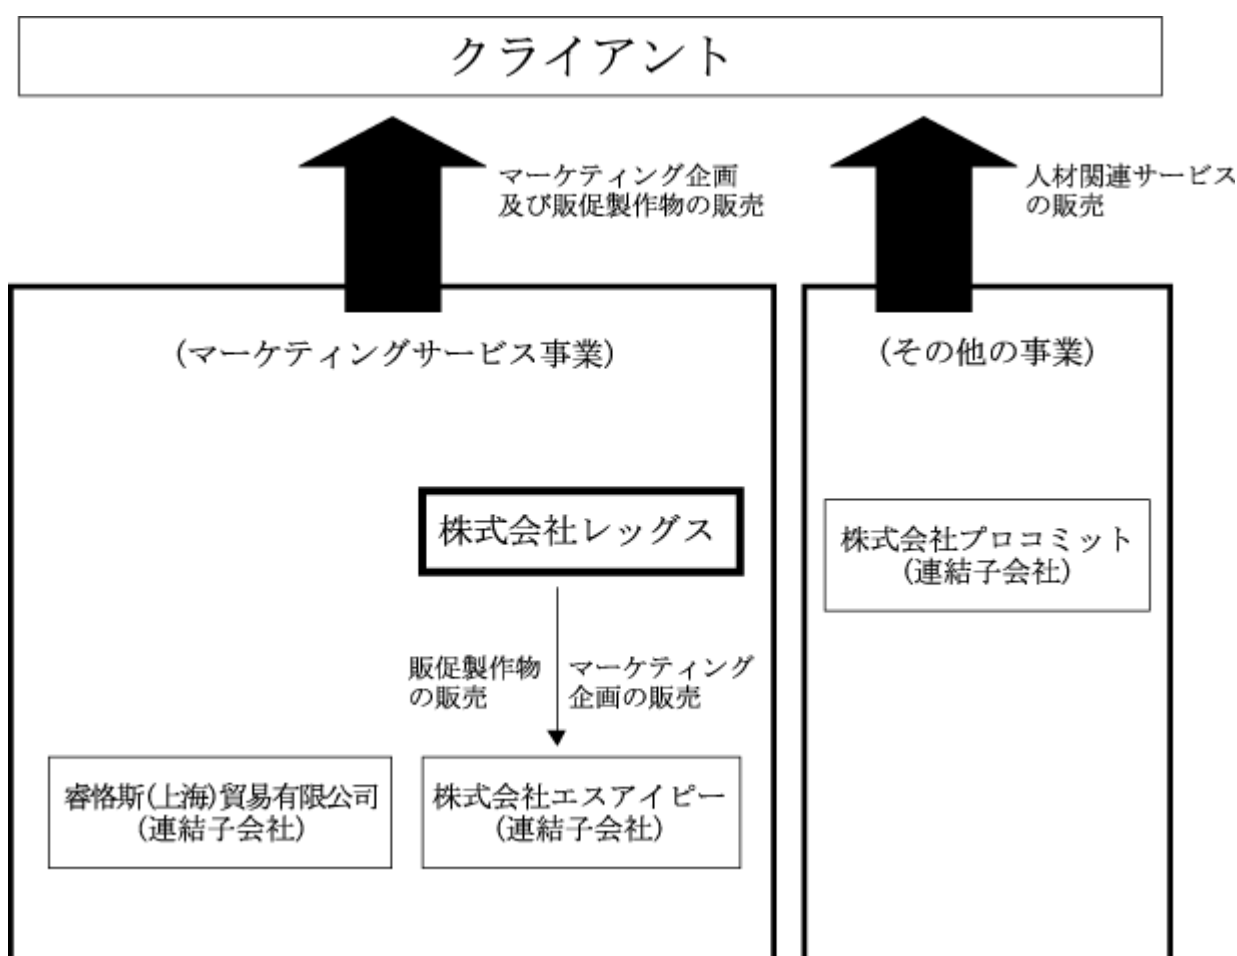 クライアント
マーケティング企画
及び販促製作物の販売
人材関連サービス
の販売
(マーケティングサービス事業)
(その他の事業)
株式会社レッグス
株式会社プロコミット
(連結子会社)
販促製作物
の販売
マーケティング
企画の販売
睿恪斯(上海)貿易有限公司
(連結子会社)
株式会社エスアイピー
(連結子会社)